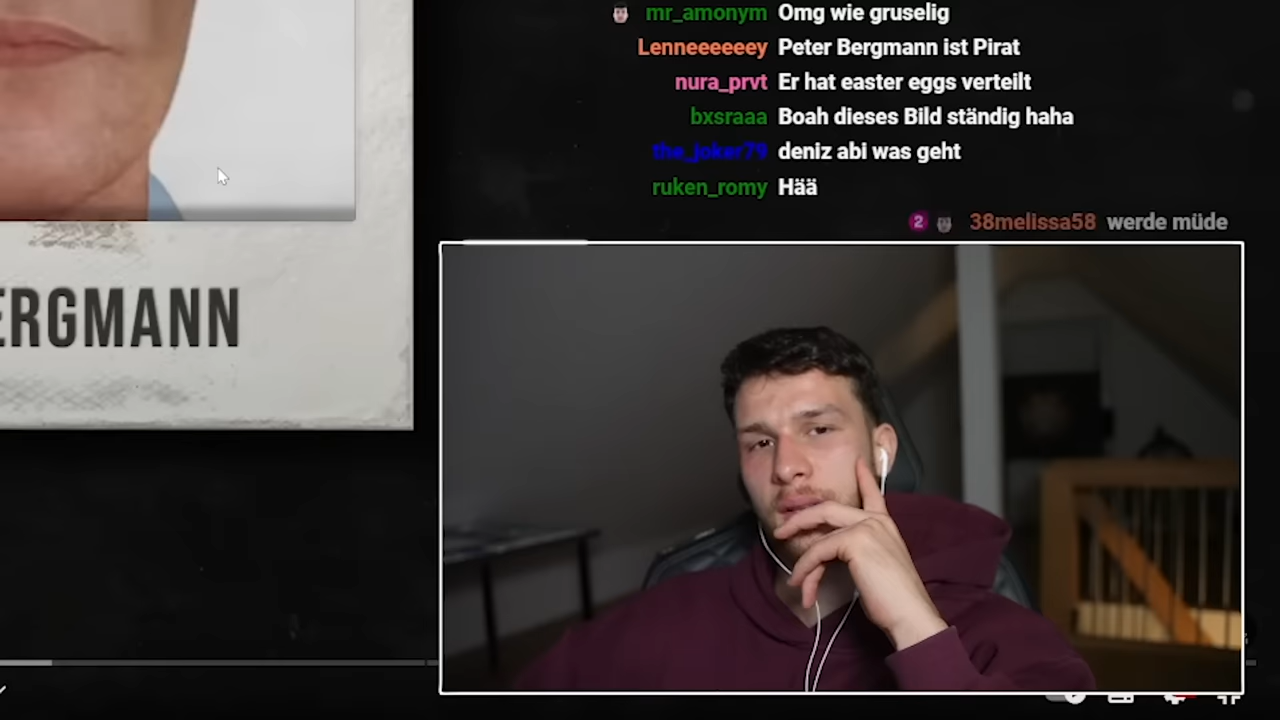 mr_amonym Omg wie gruselig
Lenneeeeeey Peter Bergmann ist Pirat
nura_prvt Er hat easter eggs verteilt
bxsraaa Boah dieses Bild ständig haha
the_joker79 deniz abi was geht
ruken_romy Hää
2 38melissa58 werde müde
ERGMANN